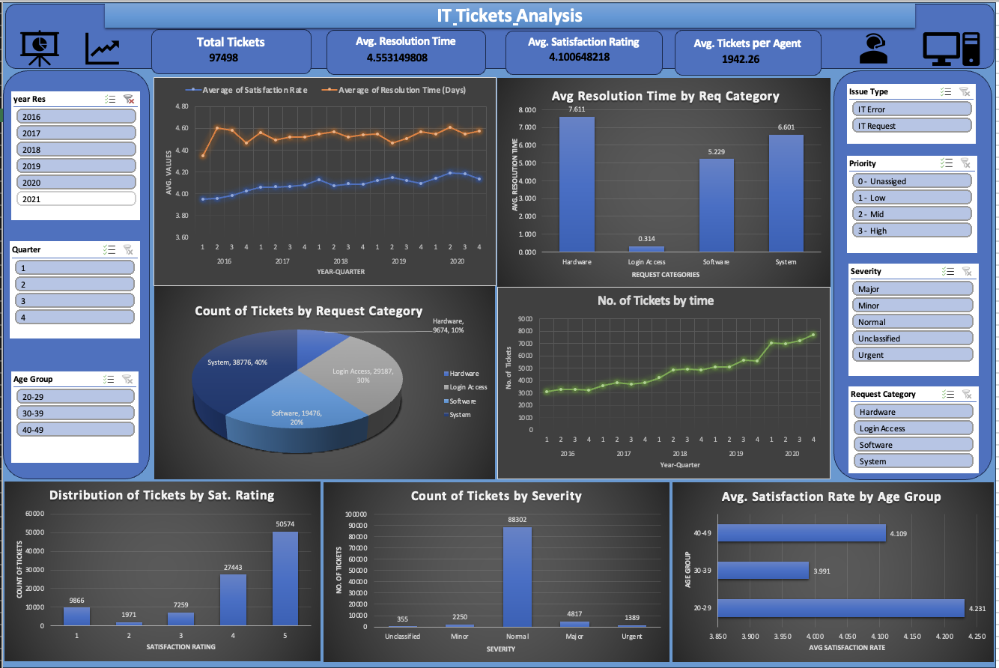 IT_Tickets_Analysis
Total Tickets
97498
Avg. Resolution Time
4.553149808
Avg. Satisfaction Rating
4.100648218
Avg. Tickets per Agent
1942.26
year Res
2016
2017
2018
2019
2020
2021
Quarter
1
2
3
4
Age Group
20-29
30-39
40-49
Average of Satisfaction Rate
Average of Resolution Time (Days)
AVG. VALUES
4.80
4.60
4.40
4.20
4.00
3.80
3.60
1 2 3 4 1 2 3 4 1 2 3 4 1 2 3 4 1 2 3 4
2016 2017 2018 2019 2020
YEAR-QUARTER
Avg Resolution Time by Req Category
AVG. RESOLUTION TIME
8.000
7.000
6.000
5.000
4.000
3.000
2.000
1.000
0.000
7.611
0.314
5.229
6.601
Hardware Login Access Software System
REQUEST CATEGORIES
Count of Tickets by Request Category
Hardware,
9674, 10%
Login Access, 29187,
30%
Software, 19476,
20%
System, 38776, 40%
Hardware
Login Access
Software
System
No. of Tickets by time
No. of Tickets
9000
8000
7000
6000
5000
4000
3000
2000
1000
0
1 2 3 4 1 2 3 4 1 2 3 4 1 2 3 4 1 2 3 4
2016 2017 2018 2019 2020
Year-Quarter
Issue Type
IT Error
IT Request
Priority
0 - Unassiged
1 - Low
2 - Mid
3 - High
Severity
Major
Minor
Normal
Unclassified
Urgent
Request Category
Hardware
Login Access
Software
System
Distribution of Tickets by Sat. Rating
COUNT OF TICKETS
60000
50000
40000
30000
20000
10000
0
9866
1971
7259
27443
50574
1 2 3 4 5
SATISFACTION RATING
Count of Tickets by Severity
NO. OF TICKETS
100000
90000
80000
70000
60000
50000
40000
30000
20000
10000
0
355
2250
88302
4817
1389
Unclassified Minor Normal Major Urgent
SEVERITY
Avg. Satisfaction Rate by Age Group
AGE GROUP
40-49
30-39
20-29
4.109
3.991
4.231
3.850 3.900 3.950 4.000 4.050 4.100 4.150 4.200 4.250
AVG SATISFACTION RATE